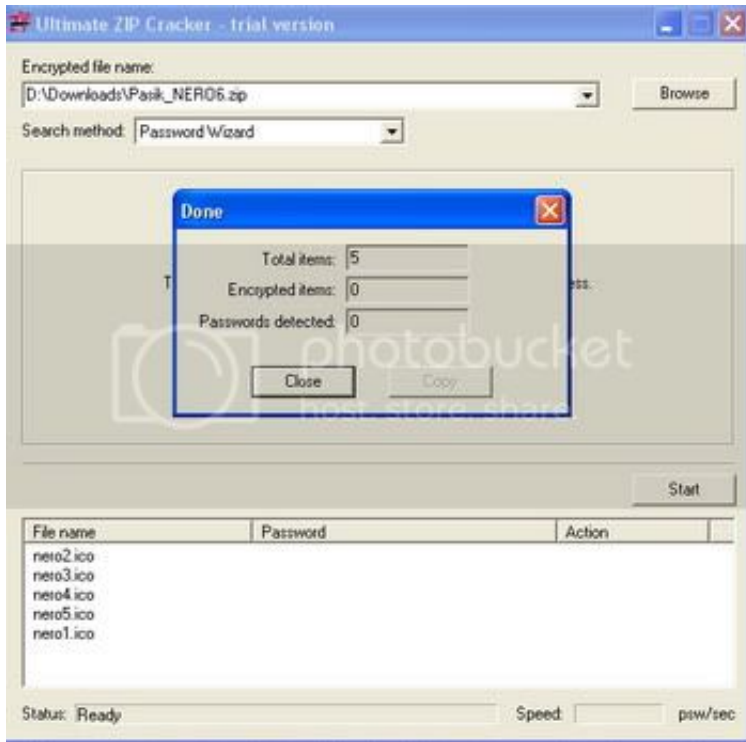 Ultimate ZIP Cracker - trial version
Encrypted file name:
D:\Downloads\Pasik_NERO6.zip
Browse
Search method: Password Wizard
Done
Total items: 5
T
Encrypted items: 0
ess.
Passwords detected: 0
Close
Copy
photobucket
host. store. share.
Start
File name Password Action
nero2.ico
nero3.ico
nero4.ico
nero5.ico
nero1.ico
Status: Ready
Speed:
psw/sec